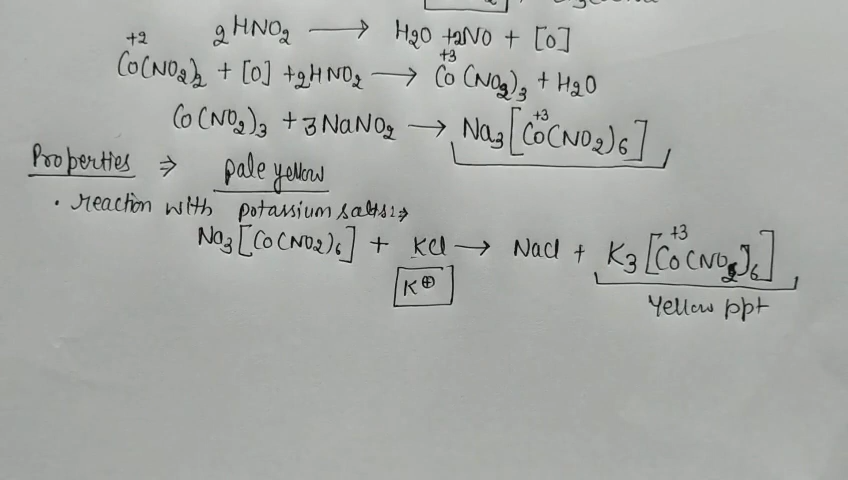 2HNO2 ⟶ H2O +2NO + [O]
+2 +3
Co(NO2)2 + [O] +2HNO2 ⟶ Co(NO2)3 + H2O
Co(NO2)3 + 3NaNO2 ⟶ Na3[Co(NO2)6]
+3
Properties ⇒ pale yellow
· reaction with potassium salts:⇒
+3
Na3[Co(NO2)6] + KCl ⟶ NaCl + K3[Co(NO2)6]
K⊕
Yellow ppt